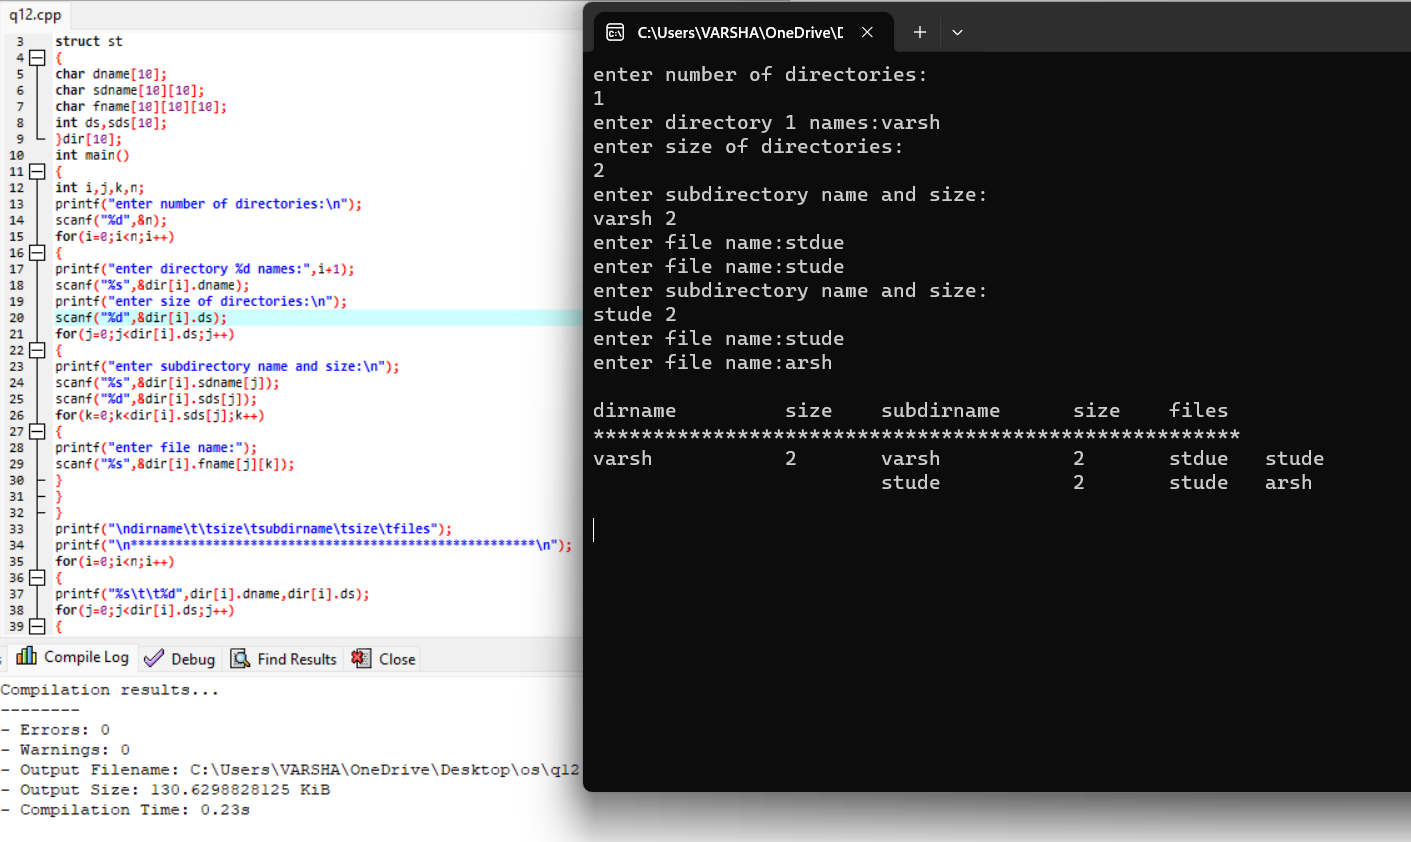 q12.cpp
3 struct st
4 {
5 char dname[10];
6 char sdname[10][10];
7 char fname[10][10][10];
8 int ds,sds[10];
9 }dir[10];
10 int main()
11 {
12 int i,j,k,n;
13 printf("enter number of directories:\n");
14 scanf("%d",&n);
15 for(i=0;i<n;i++)
16 {
17 printf("enter directory %d names:",i+1);
18 scanf("%s",&dir[i].dname);
19 printf("enter size of directories:\n");
20 scanf("%d",&dir[i].ds);
21 for(j=0;j<dir[i].ds;j++)
22 {
23 printf("enter subdirectory name and size:\n");
24 scanf("%s",&dir[i].sdname[j]);
25 scanf("%d",&dir[i].sds[j]);
26 for(k=0;k<dir[i].sds[j];k++)
27 {
28 printf("enter file name:");
29 scanf("%s",&dir[i].fname[j][k]);
30 }
31 }
32 }
33 printf("\ndirname\t\tsize\tsubdirname\tsize\tfiles");
34 printf("\n******************************************************\n");
35 for(i=0;i<n;i++)
36 {
37 printf("%s\t\t%d",dir[i].dname,dir[i].ds);
38 for(j=0;j<dir[i].ds;j++)
39 {
Compile Log Debug Find Results Close
Compilation results...
--------
- Errors: 0
- Warnings: 0
- Output Filename: C:\Users\VARSHA\OneDrive\Desktop\os\q12
- Output Size: 130.6298828125 KiB
- Compilation Time: 0.23s
C:\Users\VARSHA\OneDrive\D
enter number of directories:
1
enter directory 1 names:varsh
enter size of directories:
2
enter subdirectory name and size:
varsh 2
enter file name:stdue
enter file name:stude
enter subdirectory name and size:
stude 2
enter file name:stude
enter file name:arsh
dirname size subdirname size files
******************************************************
varsh 2 varsh 2 stdue stude
stude 2 stude arsh